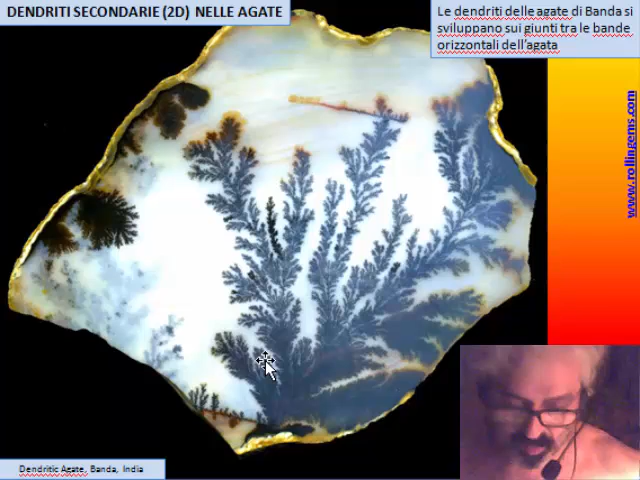 DENDRITI SECONDARIE (2D) NELLE AGATE
Le dendriti delle agate di Banda si
sviluppano sui giunti tra le bande
orizzontali dell'agata
www.rollingems.com
Dendritic Agate, Banda, India